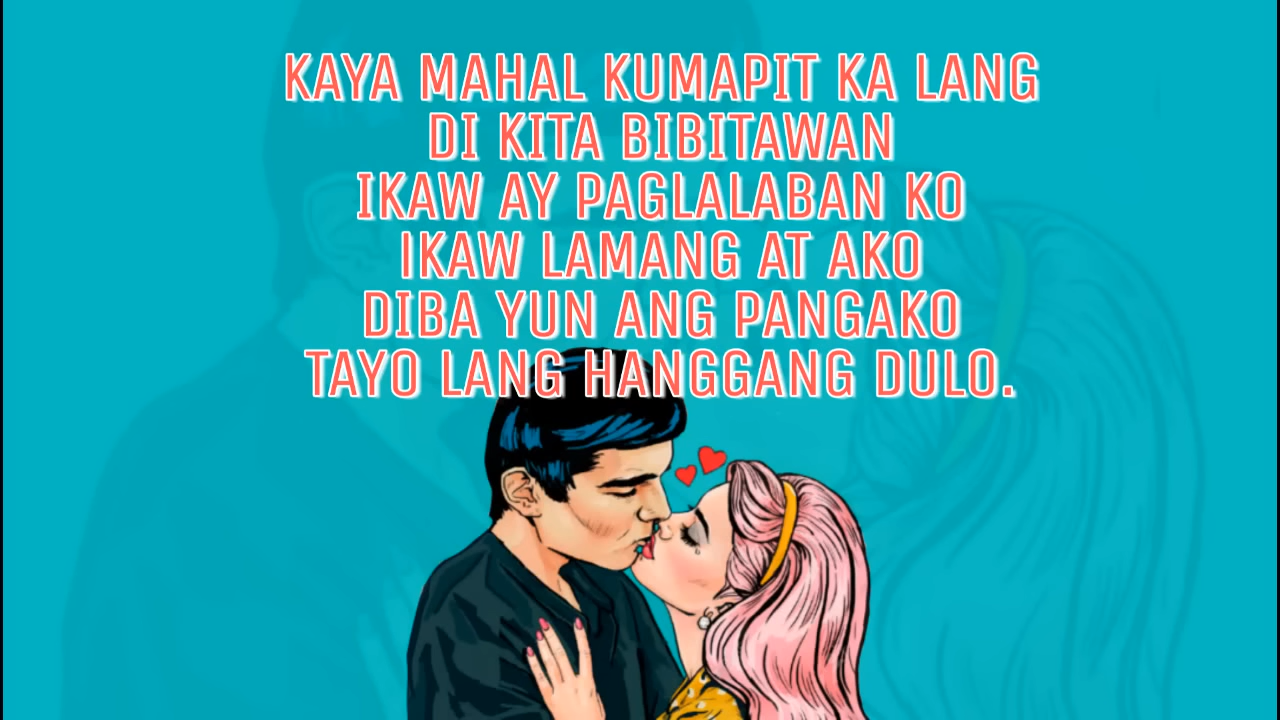 KAYA MAHAL KUMAPIT KA LANG
DI KITA BIBITAWAN
IKAW AY PAGLALABAN KO
IKAW LAMANG AT AKO
DIBA YUN ANG PANGAKO
TAYO LANG HANGGANG DULO.